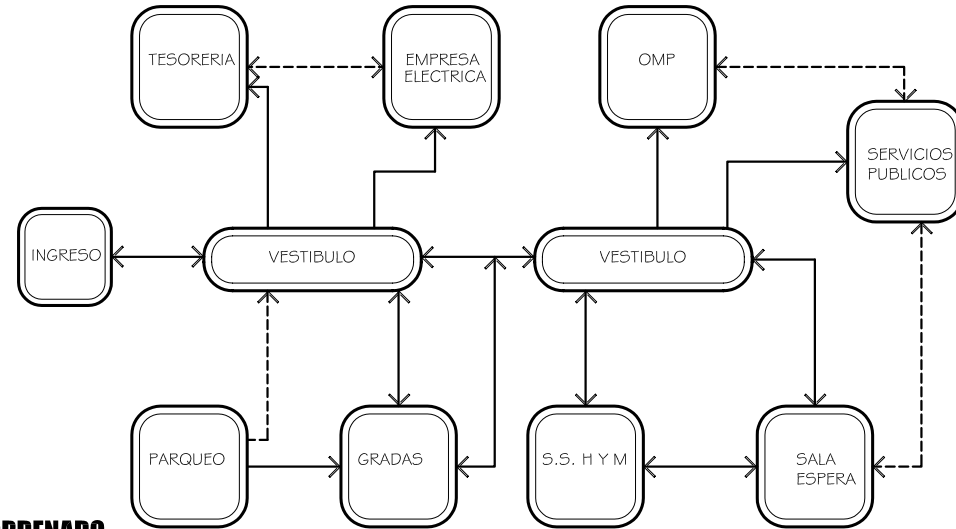 TESORERIA
EMPRESA
ELECTRICA
OMP
SERVICIOS
PUBLICOS
INGRESO
VESTIBULO
VESTIBULO
PARQUEO
GRADAS
S.S. H Y M
SALA
ESPERA